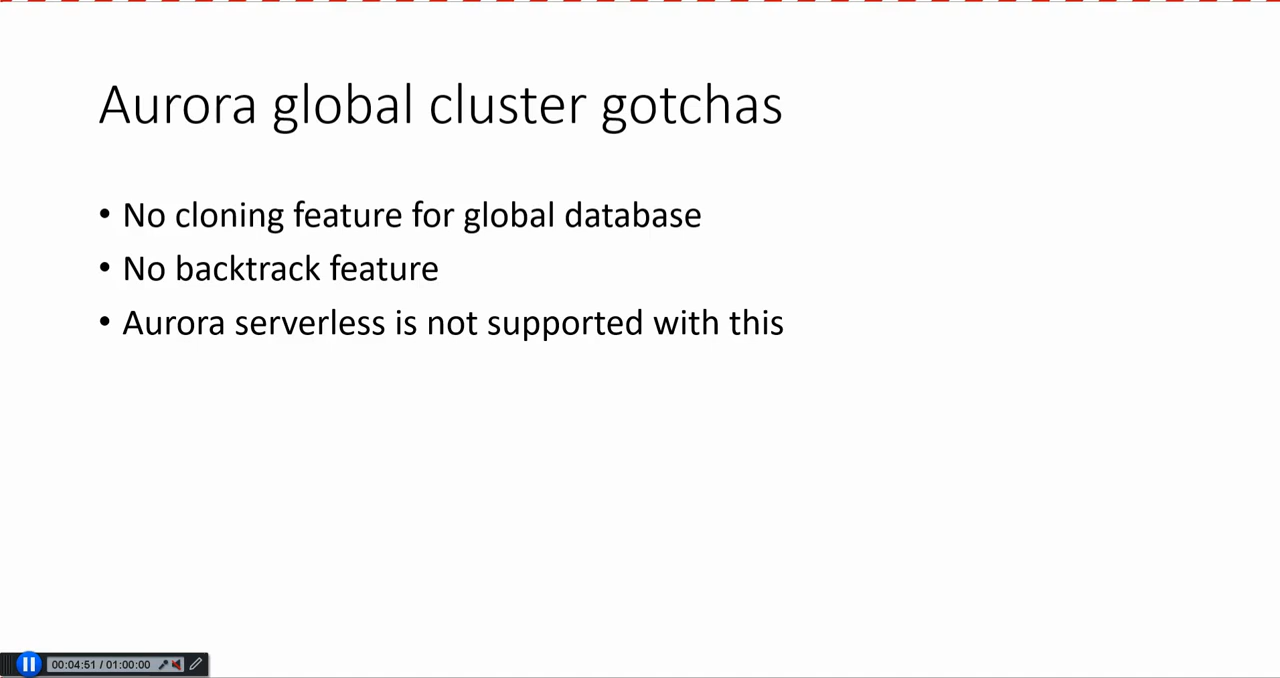 Aurora global cluster gotchas
• No cloning feature for global database
• No backtrack feature
• Aurora serverless is not supported with this
00:04:51 / 01:00:00